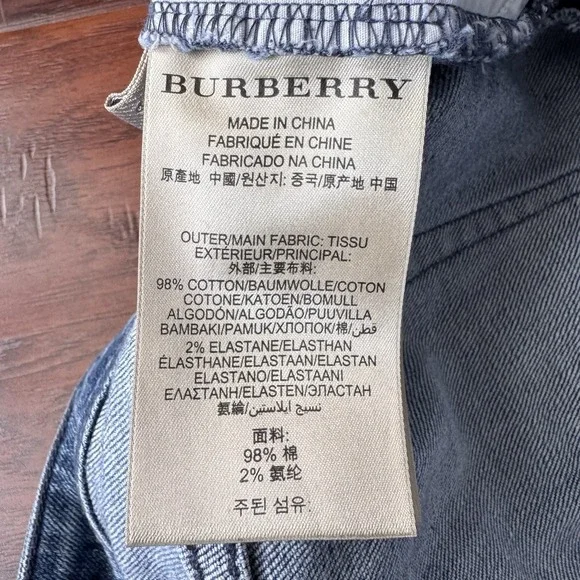 BURBERRY
MADE IN CHINA
FABRIQUÉ EN CHINE
FABRICADO NA CHINA
原產地 中國/원산지: 중국/原产地 中国
OUTER/MAIN FABRIC: TISSU
EXTÉRIEUR/PRINCIPAL:
外部/主要布料:
98% COTTON/BAUMWOLLE/COTON
COTONE/KATOEN/BOMULL
ALGODÓN/ALGODÃO/PUUVILLA
BAMBAKI/PAMUK/ХЛОПОК/棉/قطن
2% ELASTANE/ELASTHAN
ÉLASTHANE/ELASTAAN/ELASTAN
ELASTANO/ELASTAANI
ΕΛΑΣΤΑΝΗ/ELASTEN/ЭЛАСТАН
氨綸/نسيج ايلاستين
面料:
98% 棉
2% 氨纶
주된 섬유: